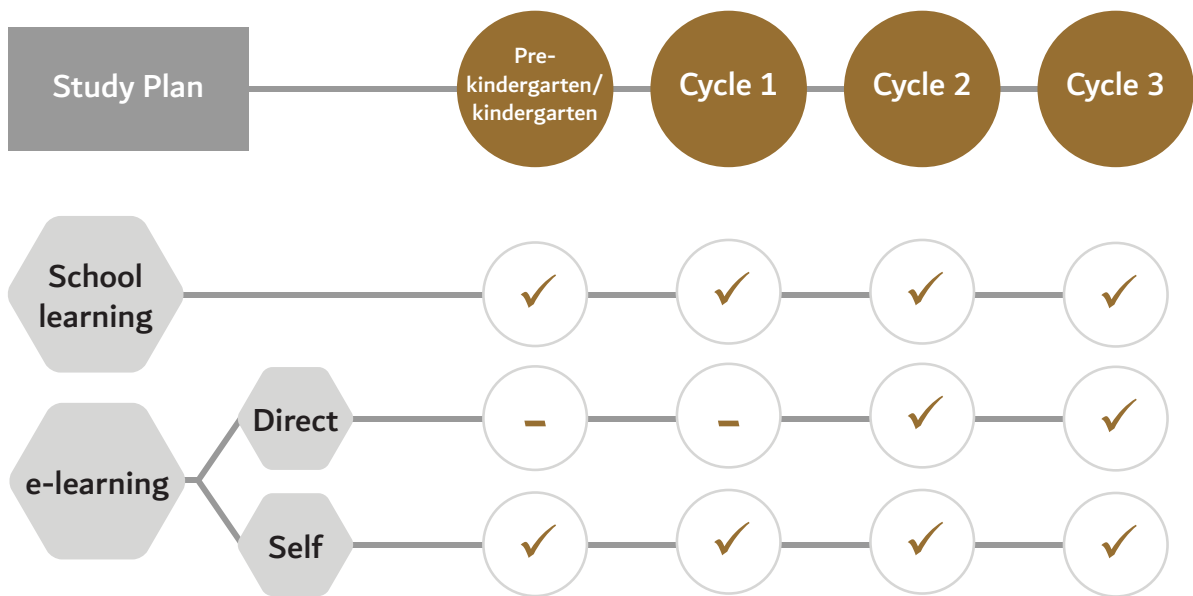 Study Plan
Pre-
kindergarten/
kindergarten
Cycle 1
Cycle 2
Cycle 3
School
learning
✓ ✓ ✓ ✓
e-learning
Direct
- - ✓ ✓
Self
✓ ✓ ✓ ✓